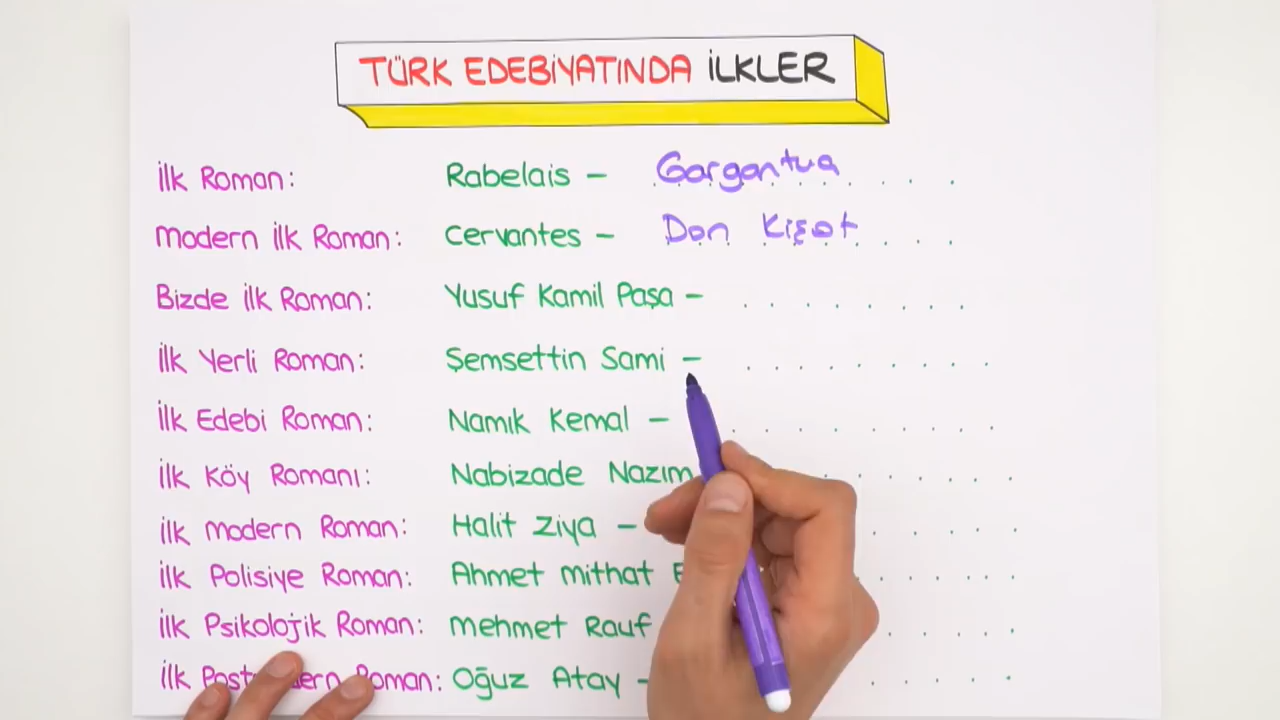 TÜRK EDEBİYATINDA İLKLER
İlk Roman: Rabelais – Gargantua
Modern İlk Roman: Cervantes – Don Kişot
Bizde İlk Roman: Yusuf Kamil Paşa –
İlk Yerli Roman: Şemsettin Sami –
İlk Edebi Roman: Namık Kemal –
İlk Köy Romanı: Nabizade Nazım
İlk Modern Roman: Halit Ziya –
İlk Polisiye Roman: Ahmet Mithat
İlk Psikolojik Roman: Mehmet Rauf
İlk Roman: Oğuz Atay –